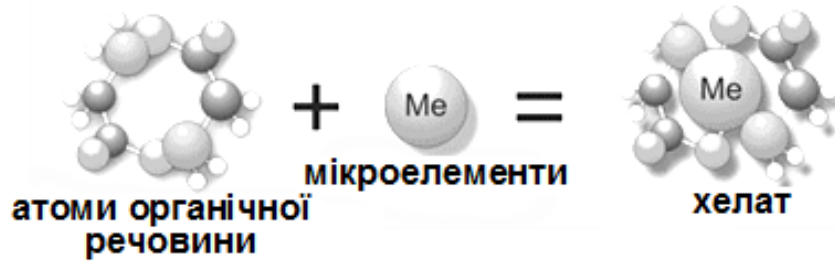 атоми органічної
речовини
+
Me
мікроелементи
=
Me
хелат